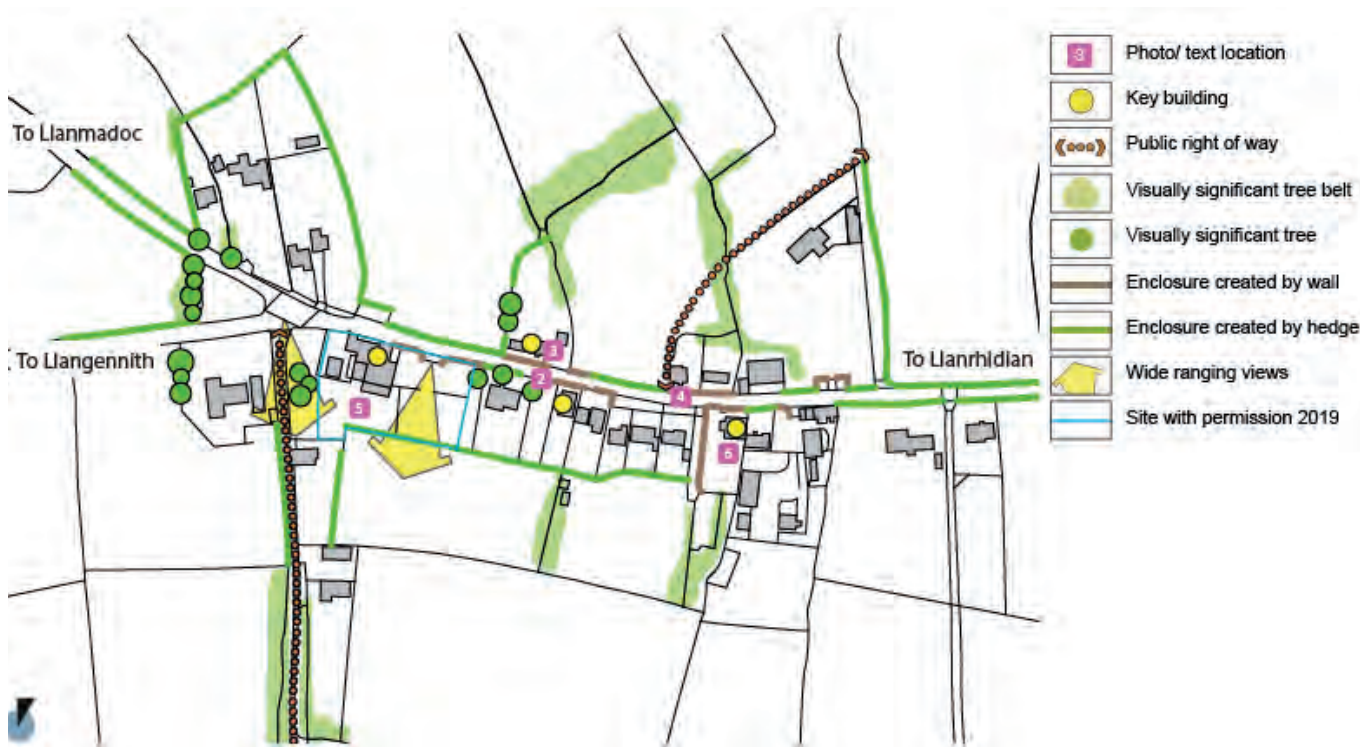 To Llanmadoc
To Llangennith
To Llanrhidian
3
2
4
5
6
3
Photo/ text location
Key building
Public right of way
Visually significant tree belt
Visually significant tree
Enclosure created by wall
Enclosure created by hedge
Wide ranging views
Site with permission 2019